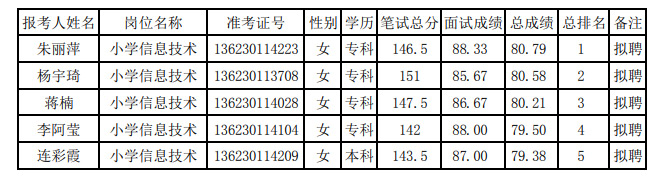 报考人姓名 岗位名称 准考证号 性别 学历 笔试总分 面试成绩 总成绩 总排名 备注
朱丽萍 小学信息技术 136230114223 女 专科 146.5 88.33 80.79 1 拟聘
杨宇琦 小学信息技术 136230113708 女 专科 151 85.67 80.58 2 拟聘
蒋楠 小学信息技术 136230114028 女 专科 147.5 86.67 80.21 3 拟聘
李阿莹 小学信息技术 136230114104 女 专科 142 88.00 79.50 4 拟聘
连彩霞 小学信息技术 136230114209 女 本科 143.5 87.00 79.38 5 拟聘